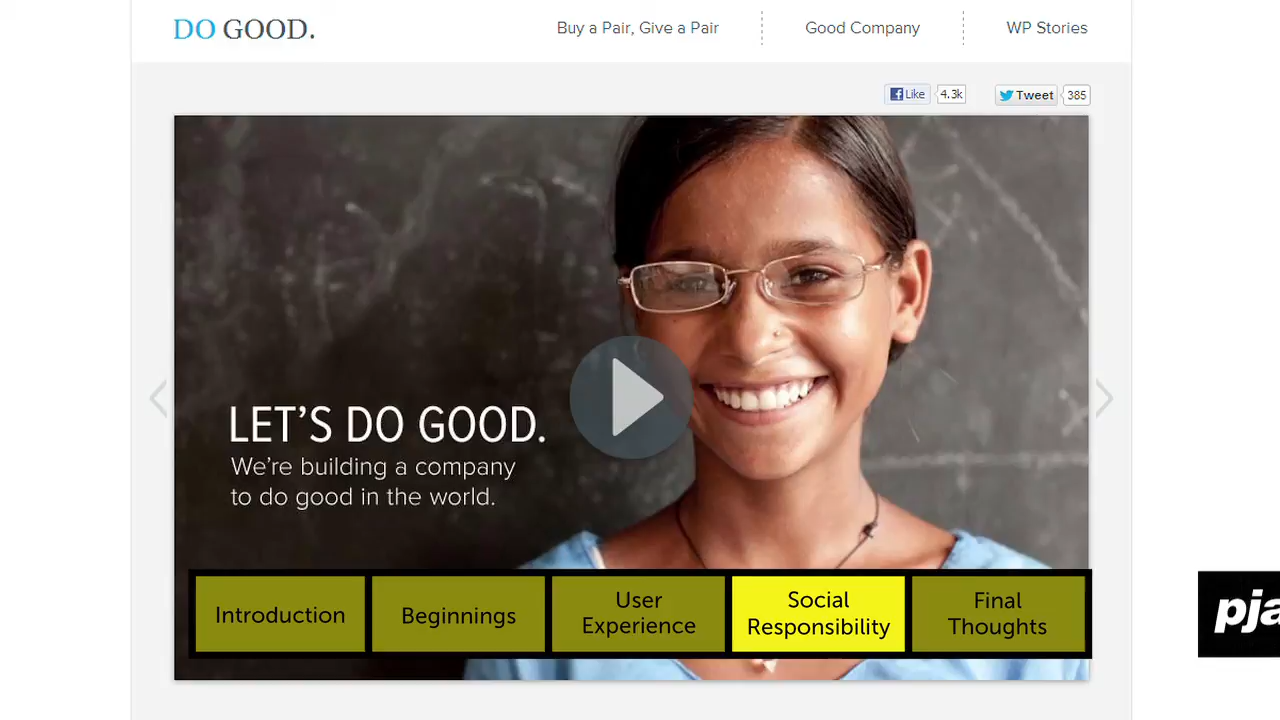 DO GOOD.
Buy a Pair, Give a Pair
Good Company
WP Stories
Like
4.3k
Tweet
385
LET'S DO GOOD.
We're building a company
to do good in the world.
Introduction
Beginnings
User
Experience
Social
Responsibility
Final
Thoughts
pja